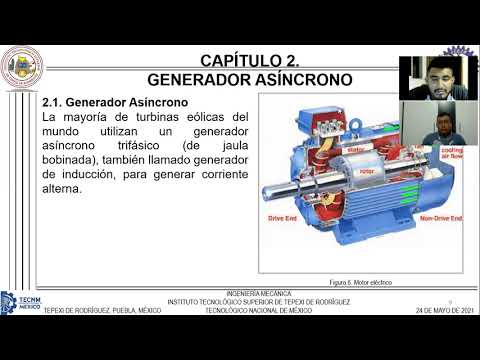 CAPÍTULO 2.
GENERADOR ASÍNCRONO
2.1. Generador Asíncrono
La mayoría de turbinas eólicas del
mundo utilizan un generador
asíncrono trifásico (de jaula
bobinada), también llamado generador
de inducción, para generar corriente
alterna.
stator
rotor
cooling
air flow
Drive End
Non-Drive End
Figura 6. Motor eléctrico
TECNM
MÉXICO
INGENIERÍA MECÁNICA
INSTITUTO TECNOLÓGICO SUPERIOR DE TEPEXI DE RODRÍGUEZ
TEPEXI DE RODRÍGUEZ, PUEBLA, MÉXICO
TECNOLÓGICO NACIONAL DE MÉXICO
24 DE MAYO DE 2021
9